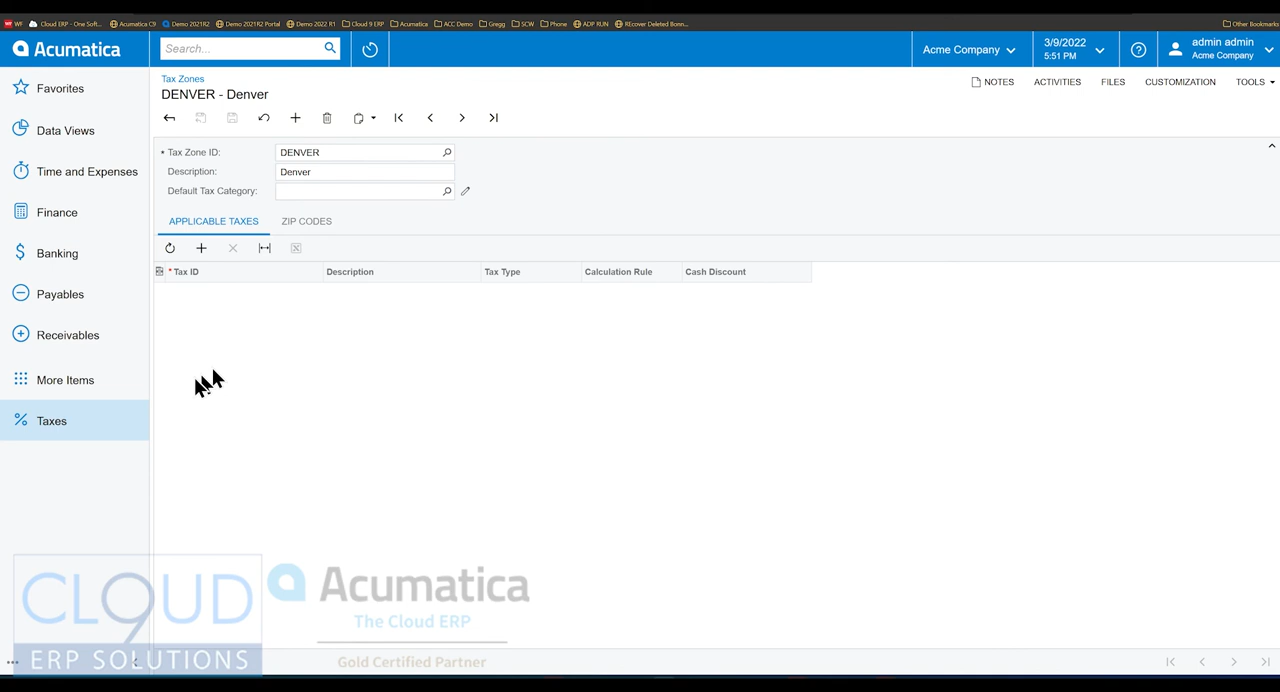 WF Cloud ERP - One Soft... Acumatica C9 Demo 2021R2 Demo 2021R2 Portal Demo 2022 R1 Cloud 9 ERP Acumatica ACC Demo Gregg SCW Phone ADP RUN REcover Deleted Bonn... Other Bookmarks
Acumatica
Search...
Acme Company
3/9/2022
5:51 PM
admin admin
Acme Company
Favorites
Data Views
Time and Expenses
Finance
Banking
Payables
Receivables
More Items
Taxes
Tax Zones
DENVER - Denver
NOTES ACTIVITIES FILES CUSTOMIZATION TOOLS
* Tax Zone ID: DENVER
Description: Denver
Default Tax Category:
APPLICABLE TAXES ZIP CODES
* Tax ID Description Tax Type Calculation Rule Cash Discount
CL9UD
ERP SOLUTIONS
Acumatica
The Cloud ERP
Gold Certified Partner